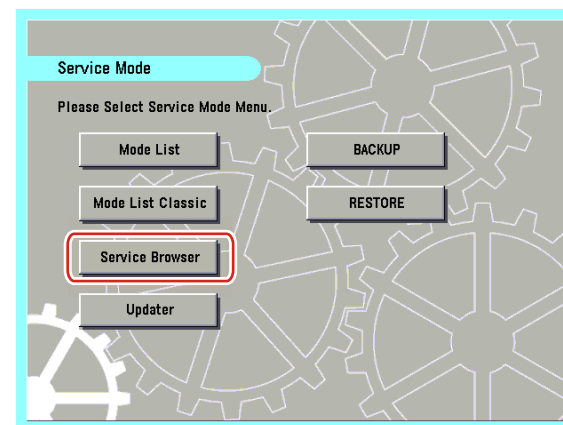 Service Mode
Please Select Service Mode Menu.
Mode List
BACKUP
Mode List Classic
RESTORE
Service Browser
Updater